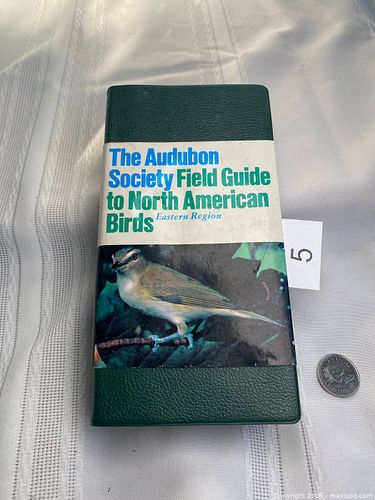 The Audubon
Society Field Guide
to North American
Birds Eastern Region
5